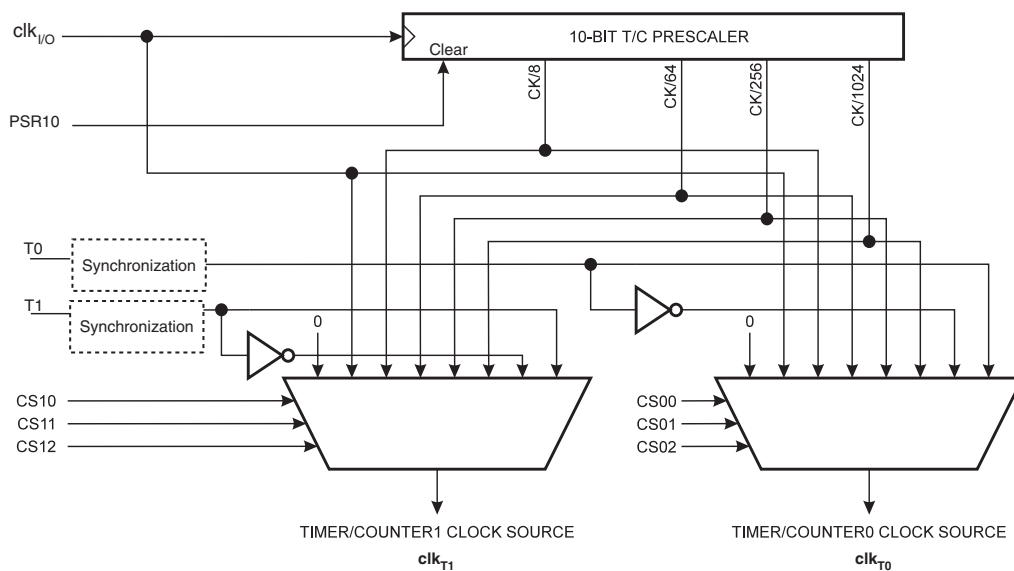 clkI/O
10-BIT T/C PRESCALER
Clear
CK/8
CK/64
CK/256
CK/1024
PSR10
T0
Synchronization
T1
Synchronization
0
0
CS10
CS11
CS12
CS00
CS01
CS02
TIMER/COUNTER1 CLOCK SOURCE
clkT1
TIMER/COUNTER0 CLOCK SOURCE
clkT0